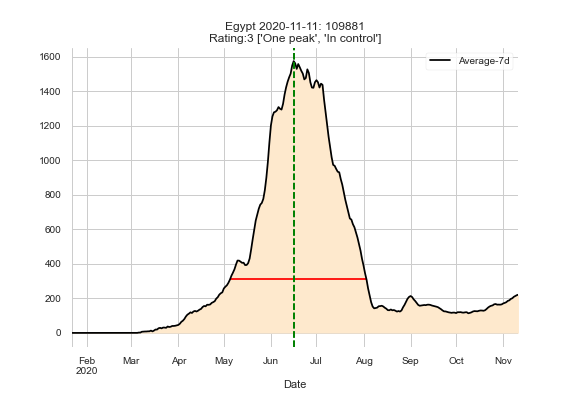 Egypt 2020-11-11: 109881
Rating:3 ['One peak', 'In control']
Average-7d
1600
1400
1200
1000
800
600
400
200
0
Feb Mar Apr May Jun Jul Aug Sep Oct Nov
2020
Date